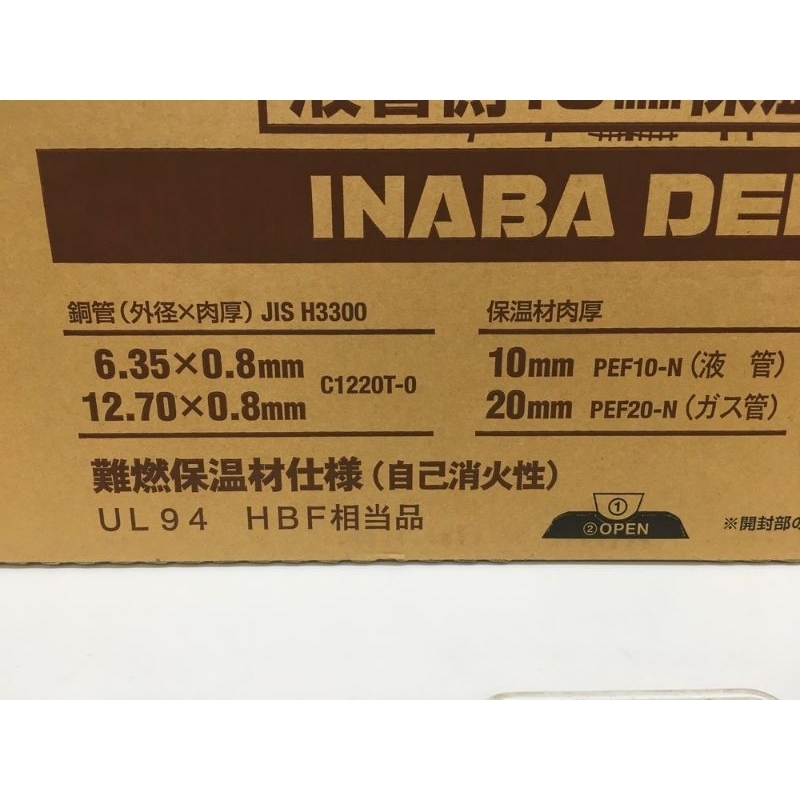 INABA DE
銅管(外径×肉厚) JIS H3300
6.35×0.8mm
12.70×0.8mm
C1220T-0
保温材肉厚
10mm PEF10-N(液 管)
20mm PEF20-N(ガス管)
難燃保温材仕様(自己消火性)
UL94 HBF相当品
①
②OPEN
※開封部の